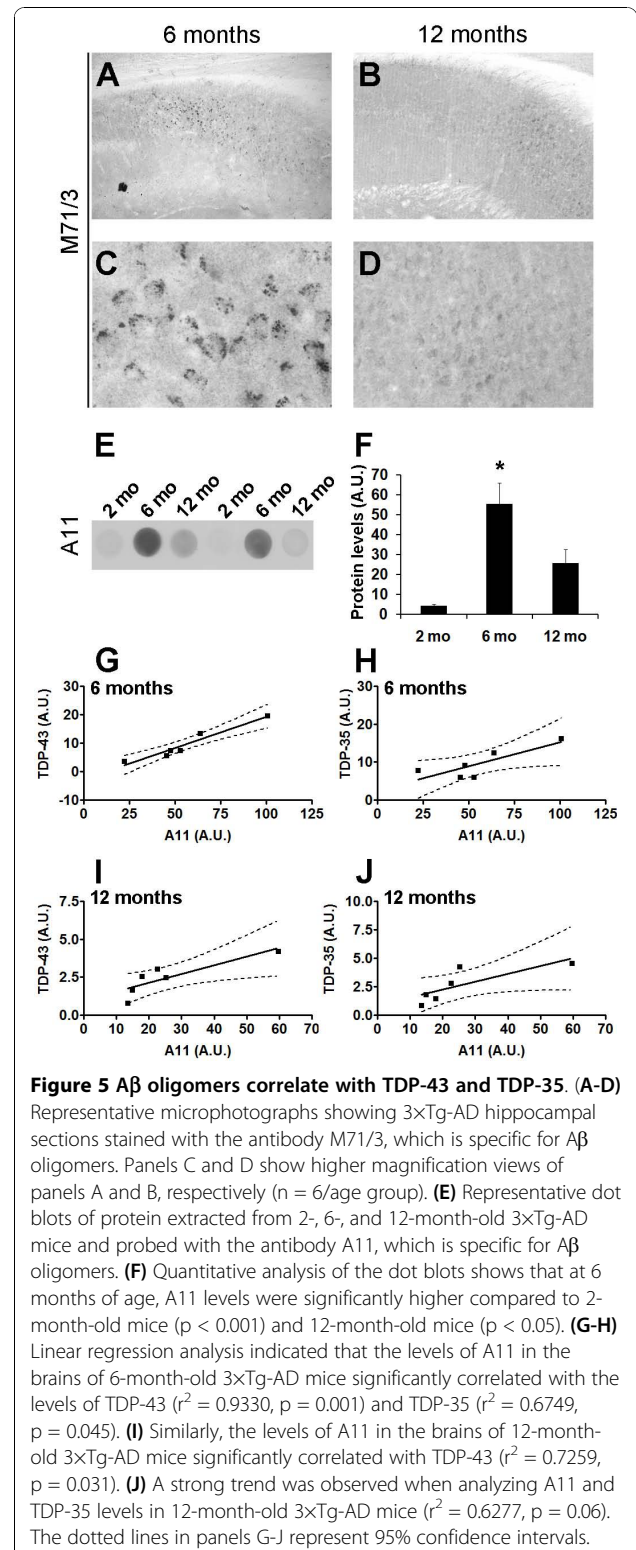 6 months 12 months
A B
M71/3
C D
E F
2 mo 6 mo 12 mo 2 mo 6 mo 12 mo
A11
*
Protein levels (A.U.)
70
60
50
40
30
20
10
0
2 mo 6 mo 12 mo
G H
6 months 6 months
TDP-43 (A.U.)
30
20
10
0
-10
0 25 50 75 100 125
A11 (A.U.)
TDP-35 (A.U.)
30
20
10
0
0 25 50 75 100 125
A11 (A.U.)
I J
12 months 12 months
TDP-43 (A.U.)
7.5
5.0
2.5
0.0
0 10 20 30 40 50 60 70
A11 (A.U.)
TDP-35 (A.U.)
10.0
7.5
5.0
2.5
0.0
0 10 20 30 40 50 60 70
A11 (A.U.)
Figure 5 Aβ oligomers correlate with TDP-43 and TDP-35. (A-D)
Representative microphotographs showing 3×Tg-AD hippocampal
sections stained with the antibody M71/3, which is specific for Aβ
oligomers. Panels C and D show higher magnification views of
panels A and B, respectively (n = 6/age group). (E) Representative dot
blots of protein extracted from 2-, 6-, and 12-month-old 3×Tg-AD
mice and probed with the antibody A11, which is specific for Aβ
oligomers. (F) Quantitative analysis of the dot blots shows that at 6
months of age, A11 levels were significantly higher compared to 2-
month-old mice (p < 0.001) and 12-month-old mice (p < 0.05). (G-H)
Linear regression analysis indicated that the levels of A11 in the
brains of 6-month-old 3×Tg-AD mice significantly correlated with the
levels of TDP-43 (r² = 0.9330, p = 0.001) and TDP-35 (r² = 0.6749,
p = 0.045). (I) Similarly, the levels of A11 in the brains of 12-month-
old 3×Tg-AD mice significantly correlated with TDP-43 (r² = 0.7259,
p = 0.031). (J) A strong trend was observed when analyzing A11 and
TDP-35 levels in 12-month-old 3×Tg-AD mice (r² = 0.6277, p = 0.06).
The dotted lines in panels G-J represent 95% confidence intervals.